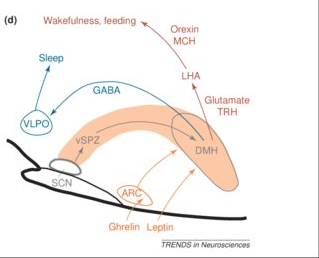 (d)
Wakefulness, feeding
Orexin
MCH
Sleep
LHA
GABA
Glutamate
TRH
VLPO
vSPZ
DMH
SCN
ARC
Ghrelin Leptin
TRENDS in Neurosciences